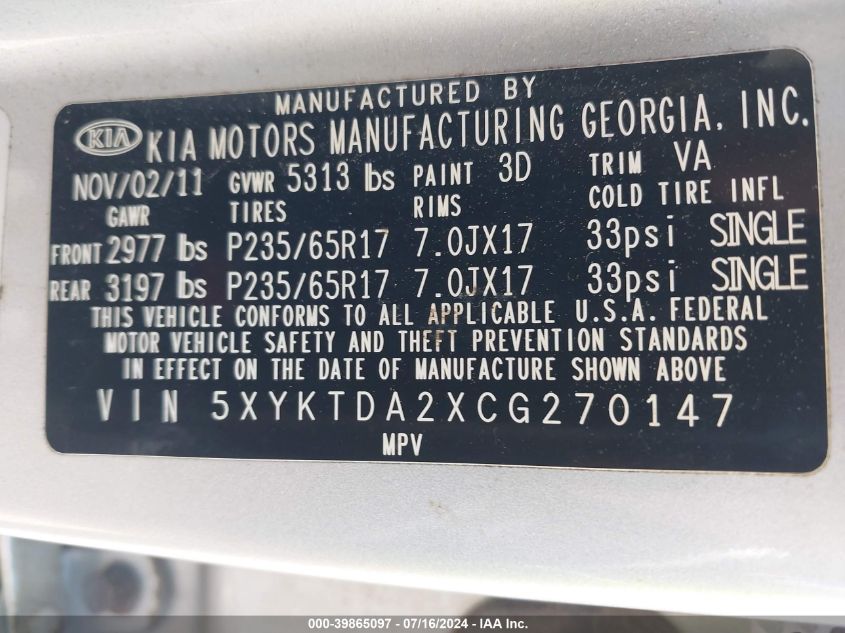 MANUFACTURED BY
KIA KIA MOTORS MANUFACTURING GEORGIA, INC.
NOV/02/11 GVWR 5313 lbs PAINT 3D TRIM VA
GAWR TIRES RIMS COLD TIRE INFL
FRONT 2977 lbs P235/65R17 7.0JX17 33psi SINGLE
REAR 3197 lbs P235/65R17 7.0JX17 33psi SINGLE
THIS VEHICLE CONFORMS TO ALL APPLICABLE U.S.A. FEDERAL
MOTOR VEHICLE SAFETY AND THEFT PREVENTION STANDARDS
IN EFFECT ON THE DATE OF MANUFACTURE SHOWN ABOVE
VIN 5XYKTDA2XCG270147
MPV
000-39865097 - 07/16/2024 - IAA Inc.